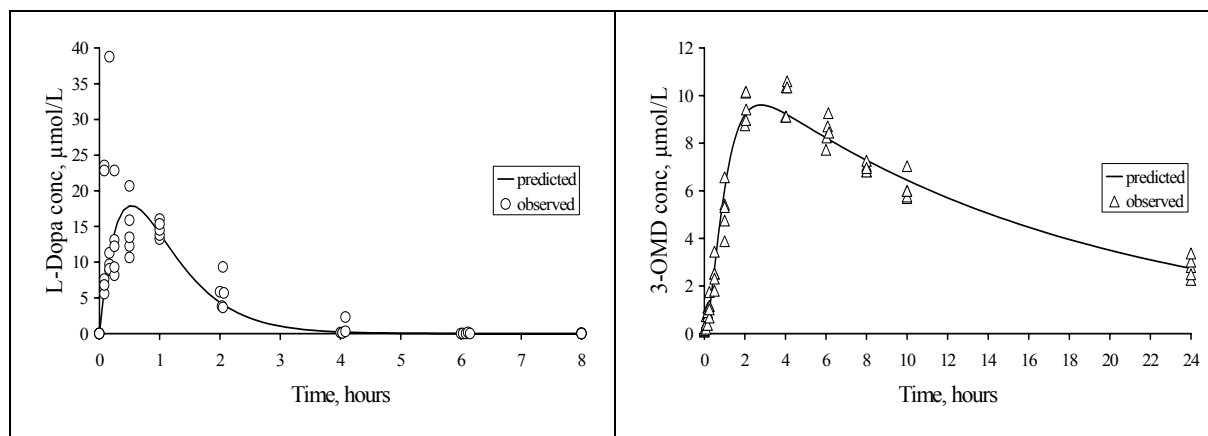 40
35
30
25
20
15
10
5
0
L-Dopa conc, µmol/L
predicted
observed
0 1 2 3 4 5 6 7 8
Time, hours
12
10
8
6
4
2
0
3-OMD conc, µmol/L
predicted
observed
0 2 4 6 8 10 12 14 16 18 20 22 24
Time, hours